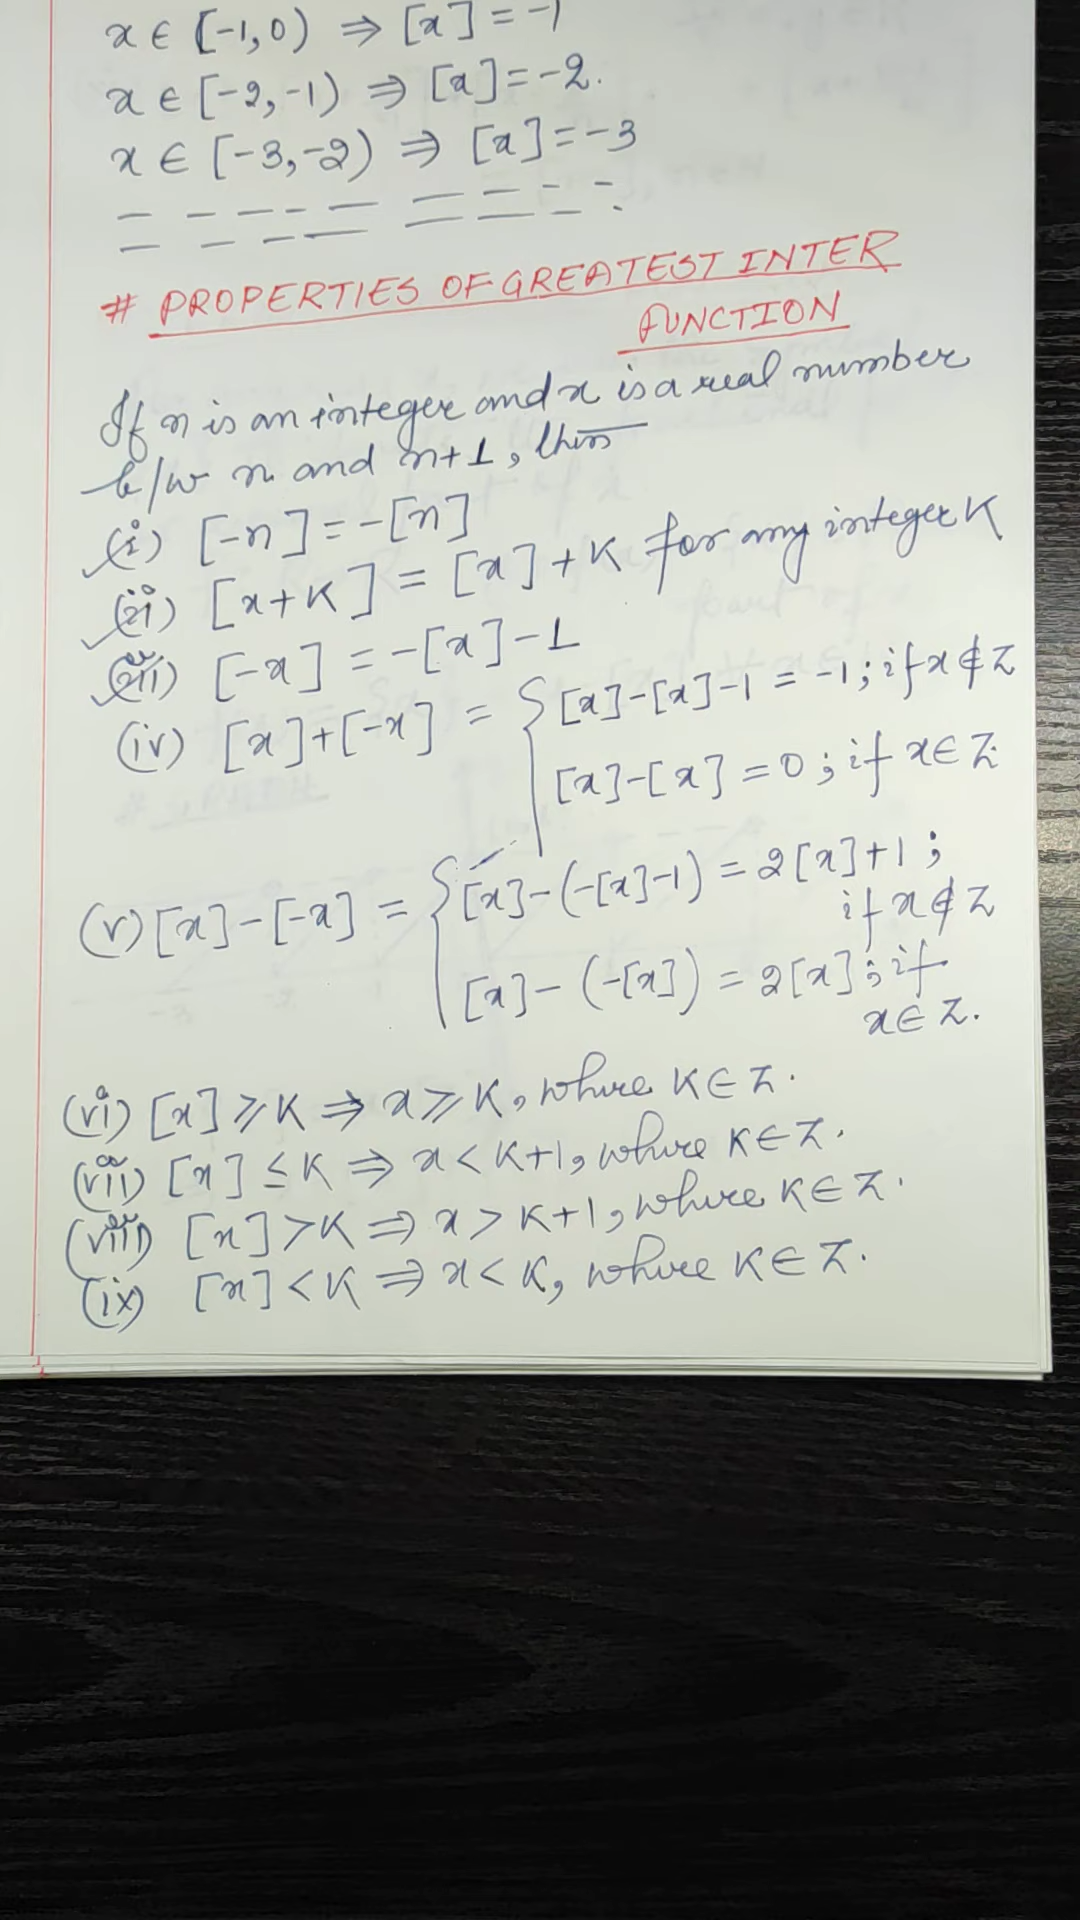 x ∈ [-1,0) ⇒ [x] = -1
x ∈ [-2,-1) ⇒ [x] = -2.
x ∈ [-3,-2) ⇒ [x] = -3
# PROPERTIES OF GREATEST INTER
FUNCTION
If n is an integer and x is a real number
b/w n and n+1, then
(i) [-n] = -[n]
(ii) [x+K] = [x]+K for any integer K
(iii) [-x] = -[x]-1
(iv) [x]+[-x] = { [x]-[x]-1 = -1; if x ∉ Z
[x]-[x] = 0; if x ∈ Z.
(v) [x]-[-x] = { [x]-(-[x]-1) = 2[x]+1;
if x ∉ Z
[x]-(-[x]) = 2[x]; if
x ∈ Z.
(vi) [x] ≥ K ⇒ x ≥ K, where K ∈ Z.
(vii) [x] ≤ K ⇒ x < K+1, where K ∈ Z.
(viii) [x] > K ⇒ x > K+1, where K ∈ Z.
(ix) [x] < K ⇒ x < K, where K ∈ Z.